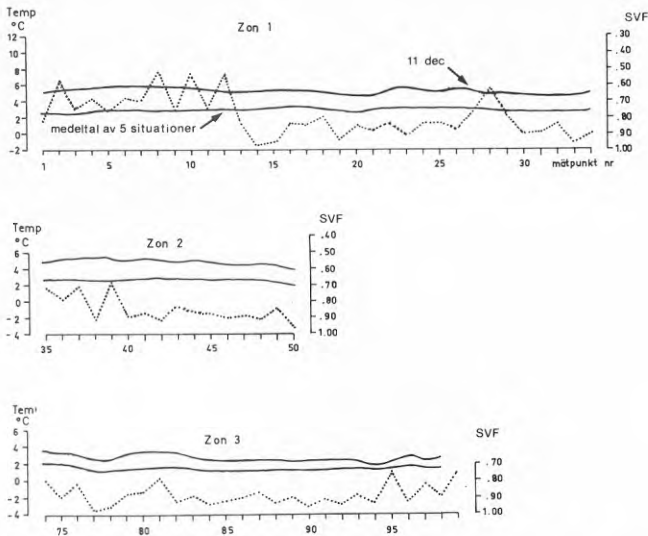 Temp
°C
Zon 1
SVF
12
10
8
6
4
2
0
-2
11 dec
medeltal av 5 situationer
.30
.40
.50
.60
.70
.80
.90
1.00
1 5 10 15 20 25 30 mätpunkt nr
Temp
°C
Zon 2
SVF
6
4
2
0
-2
-4
.40
.50
.60
.70
.80
.90
1.00
35 40 45 50
Tem
°C
Zon 3
SVF
6
4
2
0
-2
-4
.70
.80
.90
1.00
75 80 85 90 95